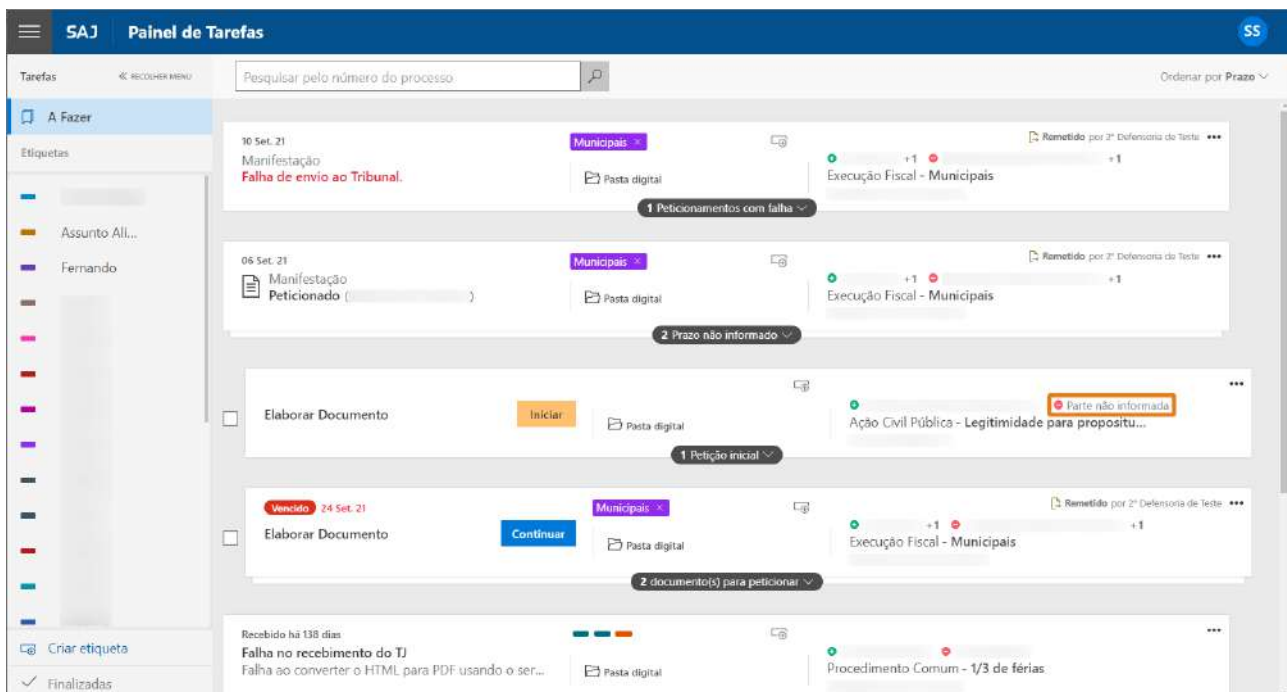 SAJ Painel de Tarefas SS
Tarefas RECOLHER MENU Pesquisar pelo número do processo Ordenar por Prazo
A Fazer
Etiquetas
Assunto Ali...
Fernando
Criar etiqueta
Finalizadas
10 Set. 21 Municipais × Remetido por 2ª Defensoria de Teste •••
Manifestação +1 +1
Falha de envio ao Tribunal. Pasta digital Execução Fiscal - Municipais
1 Peticionamentos com falha
06 Set. 21 Municipais × Remetido por 2ª Defensoria de Teste •••
Manifestação +1 +1
Peticionado ( ) Pasta digital Execução Fiscal - Municipais
2 Prazo não informado
•••
Parte não informada
Elaborar Documento Iniciar Pasta digital Ação Civil Pública - Legitimidade para propositu...
1 Petição inicial
Vencido 24 Set. 21 Municipais × Remetido por 2ª Defensoria de Teste •••
+1 +1
Elaborar Documento Continuar Pasta digital Execução Fiscal - Municipais
2 documento(s) para peticionar
Recebido há 138 dias •••
Falha no recebimento do TJ
Falha ao converter o HTML para PDF usando o ser... Pasta digital Procedimento Comum - 1/3 de férias